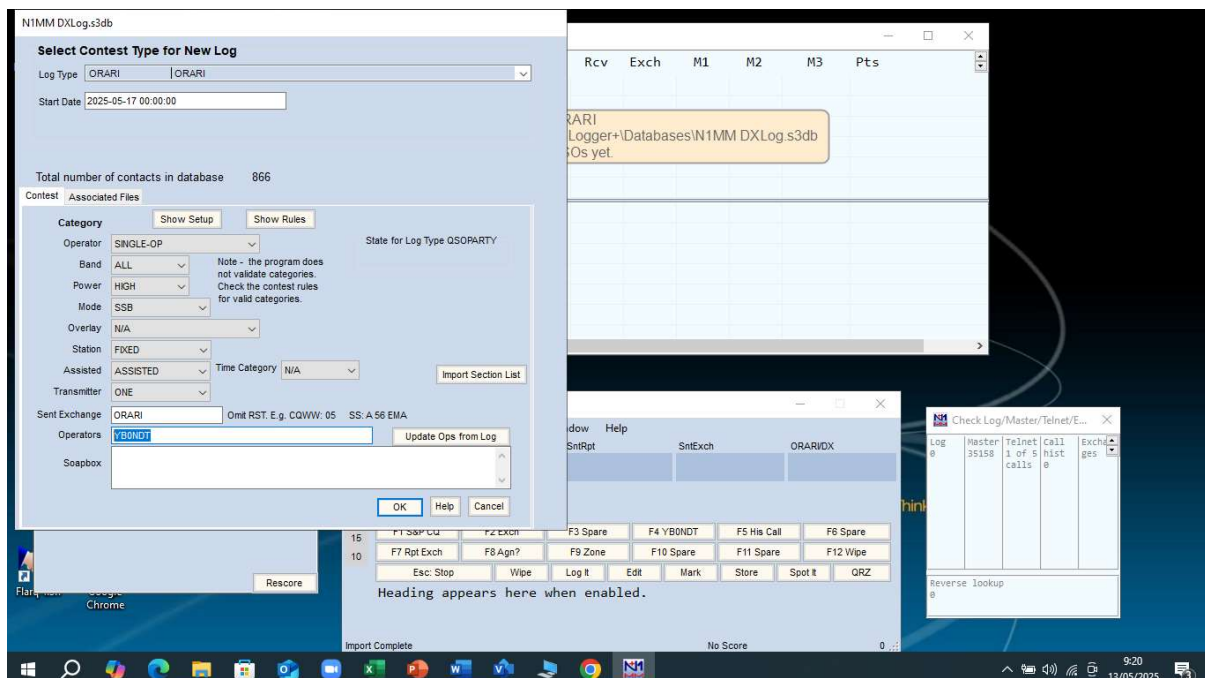 N1MM DXLog.s3db
Select Contest Type for New Log
Log Type ORARI ORARI
Start Date 2025-05-17 00:00:00
Total number of contacts in database 866
Contest Associated Files
Category Show Setup Show Rules
Operator SINGLE-OP State for Log Type QSOPARTY
Band ALL Note - the program does
not validate categories.
Power HIGH Check the contest rules
for valid categories.
Mode SSB
Overlay N/A
Station FIXED
Assisted ASSISTED Time Category N/A Import Section List
Transmitter ONE
Sent Exchange ORARI Omit RST. E.g. CQWW: 05 SS: A 56 EMA
Operators YB0NDT Update Ops from Log
Soapbox
OK Help Cancel
Rescore
Rcv Exch M1 M2 M3 Pts
RARI
Logger+\Databases\N1MM DXLog.s3db
SOs yet.
dow Help
SntRpt SntExch ORARI/DX
15 F1 S&P CQ F2 Exch F3 Spare F4 YB0NDT F5 His Call F6 Spare
10 F7 Rpt Exch F8 Agn? F9 Zone F10 Spare F11 Spare F12 Wipe
Esc: Stop Wipe Log It Edit Mark Store Spot It QRZ
Heading appears here when enabled.
Import Complete No Score 0
Check Log/Master/Telnet/E...
Log Master Telnet Call Excha
0 35158 1 of 5 hist ges
calls 0
Reverse lookup
0
Think
Chrome
9:20
13/05/2025